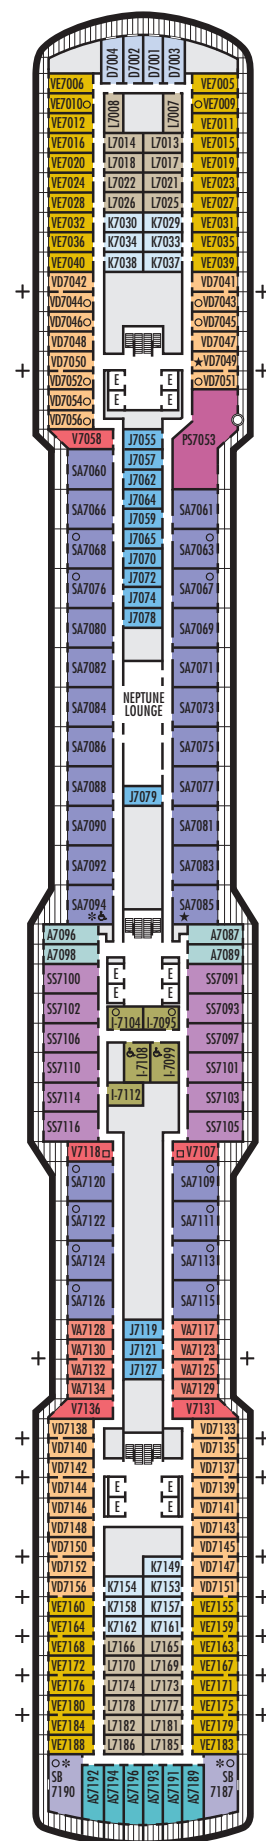 D7004 D7002 D7001 D7003
VE7006 VE7005
VE7010 L7008 L7007 VE7009
VE7012 VE7011
VE7016 L7014 L7013 VE7015
VE7020 L7018 L7017 VE7019
VE7024 L7022 L7021 VE7023
VE7028 L7026 L7025 VE7027
VE7032 K7030 K7029 VE7031
VE7036 K7034 K7033 VE7035
VE7040 K7038 K7037 VE7039
VD7042 VD7041
VD7044 VD7043
VD7046 VD7045
VD7048 VD7047
VD7050 VD7049
VD7052 E E VD7051
VD7054 E E
VD7056
V7058 J7055 PS7053
J7057
SA7060 J7062
J7064
SA7066 J7059 SA7061
J7065
SA7068 J7070 SA7063
J7072
SA7076 J7074 SA7067
J7078
SA7080 SA7069
SA7082 SA7071
SA7084 NEPTUNE LOUNGE SA7073
SA7086 SA7075
SA7088 J7079 SA7077
SA7090 SA7081
SA7092 SA7083
SA7094 SA7085
A7096 A7087
A7098 A7089
SS7100 E E SS7091
E E
SS7102 I-7104 I-7095 SS7093
SS7106 SS7097
SS7110 I-7108 I-7099 SS7101
SS7114 I-7112 SS7103
SS7116 SS7105
V7118 V7107
SA7120 SA7109
SA7122 SA7111
SA7124 SA7113
SA7126 SA7115
VA7128 J7119 VA7117
VA7130 J7121 VA7123
VA7132 J7127 VA7125
VA7134 VA7129
V7136 V7131
VD7138 VD7133
VD7140 VD7135
VD7142 VD7137
VD7144 E E VD7139
VD7146 E E VD7141
VD7148 VD7143
VD7150 VD7145
VD7152 K7149 VD7147
VD7156 K7154 K7153 VD7151
VE7160 K7158 K7157 VE7155
VE7164 K7162 K7161 VE7159
VE7168 L7166 L7165 VE7163
VE7172 L7170 L7169 VE7167
VE7176 L7174 L7173 VE7171
VE7180 L7178 L7177 VE7175
VE7184 L7182 L7181 VE7179
VE7188 L7186 L7185 VE7183
SB 7190 AS7192 AS7194 AS7196 AS7193 AS7191 AS7189 SB 7187